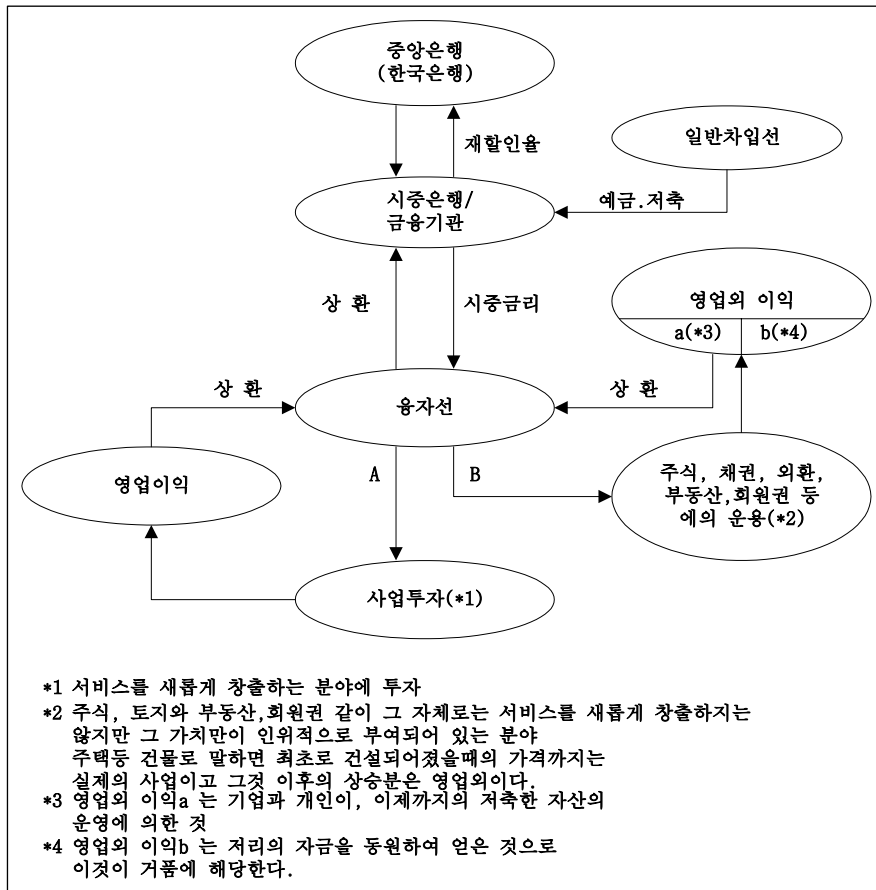 중앙은행
(한국은행)
재할인율
일반차입선
시중은행/
금융기관
예금.저축
상 환
시중금리
영업외 이익
a(*3)
b(*4)
상 환
융자선
상 환
영업이익
A
B
주식, 채권, 외환,
부동산,회원권 등
에의 운용(*2)
사업투자(*1)
*1 서비스를 새롭게 창출하는 분야에 투자
*2 주식, 토지와 부동산,회원권 같이 그 자체로는 서비스를 새롭게 창출하지는
않지만 그 가치만이 인위적으로 부여되어 있는 분야
주택등 건물로 말하면 최초로 건설되어졌을때의 가격까지는
실제의 사업이고 그것 이후의 상승분은 영업외이다.
*3 영업외 이익a 는 기업과 개인이, 이제까지의 저축한 자산의
운영에 의한 것
*4 영업외 이익b 는 저리의 자금을 동원하여 얻은 것으로
이것이 거품에 해당한다.